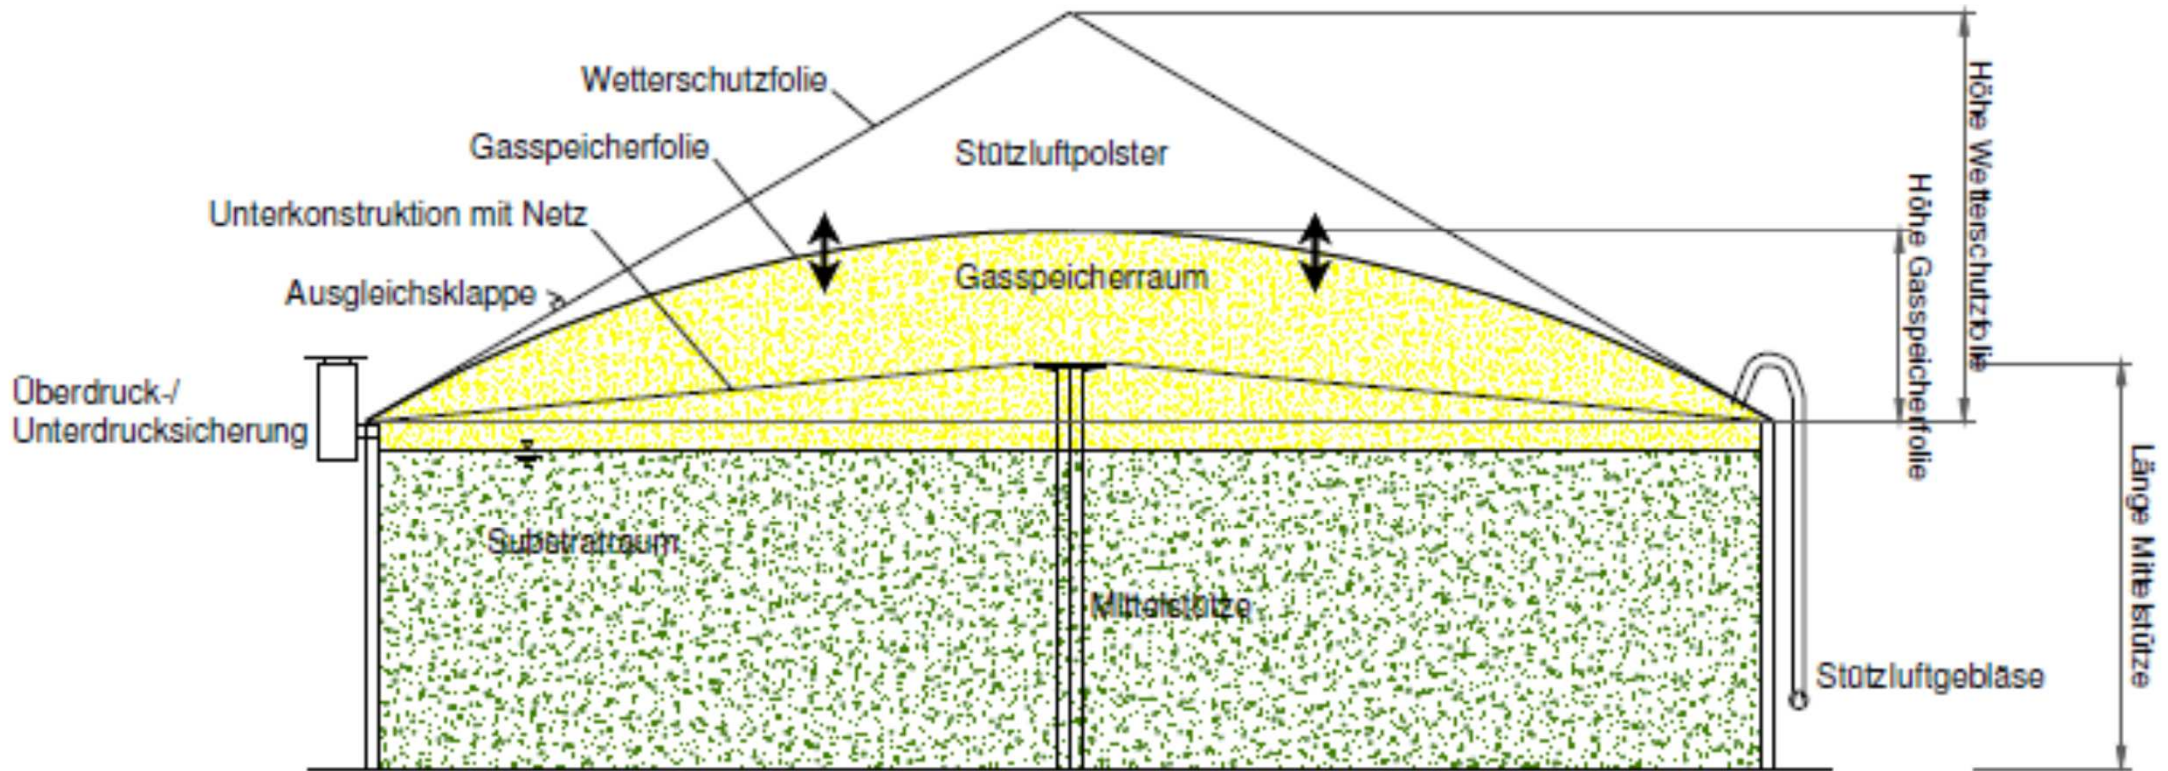 Wetterschutzfolie
Gasspeicherfolie
Stützluftpolster
Unterkonstruktion mit Netz
Ausgleichsklappe
Gasspeicherraum
Überdruck-/
Unterdrucksicherung
Substratraum
Mittelstütze
Stützluftgebläse
Höhe Gasspeicherfolie
Höhe Wetterschutzfolie
Länge Mittelstütze